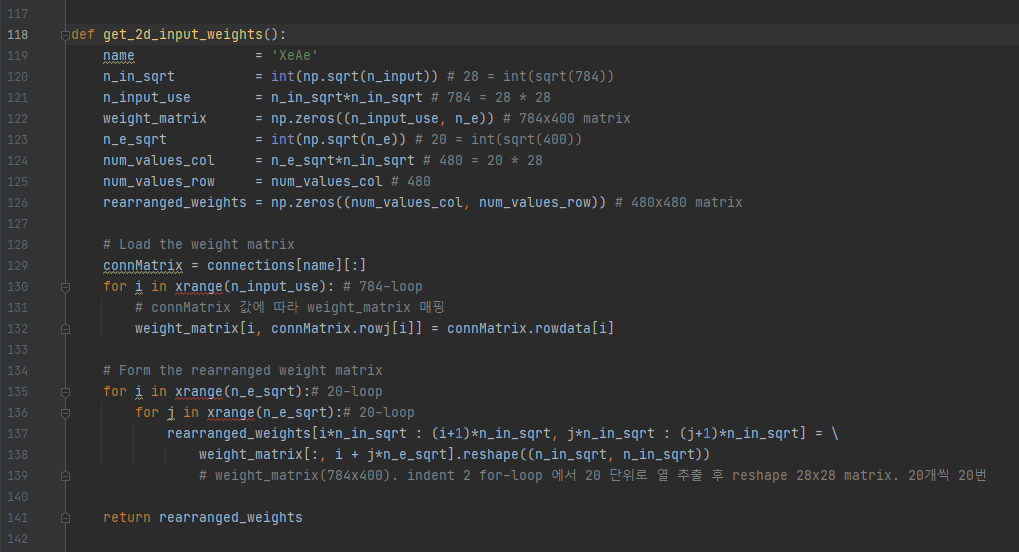 117
118 def get_2d_input_weights():
119     name               = 'XeAe'
120     n_in_sqrt          = int(np.sqrt(n_input)) # 28 = int(sqrt(784))
121     n_input_use        = n_in_sqrt*n_in_sqrt # 784 = 28 * 28
122     weight_matrix      = np.zeros((n_input_use, n_e)) # 784x400 matrix
123     n_e_sqrt           = int(np.sqrt(n_e)) # 20 = int(sqrt(400))
124     num_values_col     = n_e_sqrt*n_in_sqrt # 480 = 20 * 28
125     num_values_row     = num_values_col # 480
126     rearranged_weights = np.zeros((num_values_col, num_values_row)) # 480x480 matrix
127
128     # Load the weight matrix
129     connMatrix = connections[name][:]
130     for i in xrange(n_input_use): # 784-loop
131         # connMatrix 값에 따라 weight_matrix 매핑
132         weight_matrix[i, connMatrix.rowj[i]] = connMatrix.rowdata[i]
133
134     # Form the rearranged weight matrix
135     for i in xrange(n_e_sqrt):# 20-loop
136         for j in xrange(n_e_sqrt):# 20-loop
137             rearranged_weights[i*n_in_sqrt : (i+1)*n_in_sqrt, j*n_in_sqrt : (j+1)*n_in_sqrt] = \
138                 weight_matrix[:, i + j*n_e_sqrt].reshape((n_in_sqrt, n_in_sqrt))
139                 # weight_matrix(784x400). indent 2 for-loop 에서 20 단위로 열 추출 후 reshape 28x28 matrix. 20개씩 20번
140
141     return rearranged_weights
142